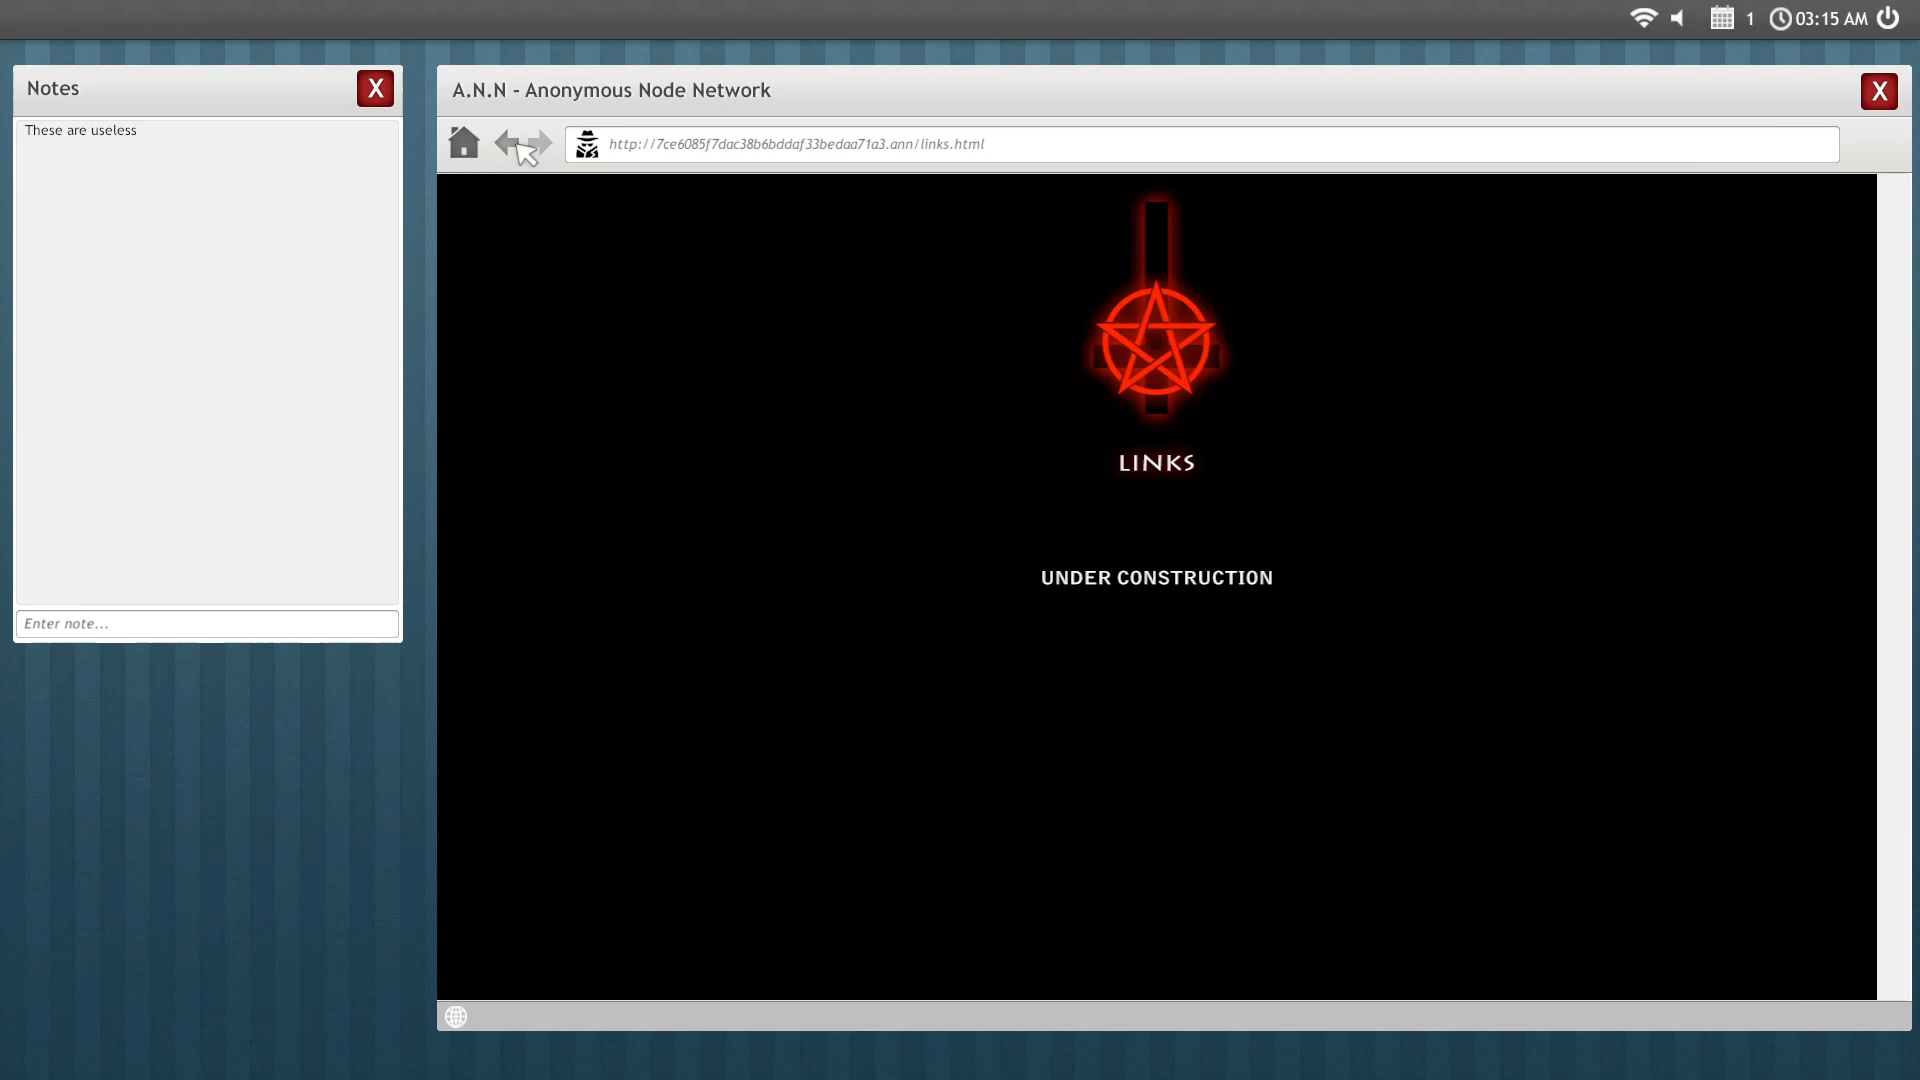 1 03:15 AM
Notes
X
These are useless
Enter note...
A.N.N - Anonymous Node Network
X
http://7ce6085f7dac38b6bddaf33bedaa71a3.ann/links.html
LINKS
UNDER CONSTRUCTION